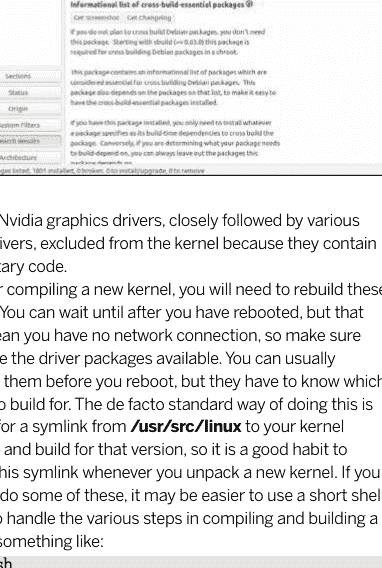 Informational list of cross-build-essential packages
Get Screenshot Get Changelog
If you do not plan to cross build Debian packages, you don't need
this package. Starting with sbuild (>= 0.63.0) this package is
required for cross building Debian packages in a chroot.
This package contains an informational list of packages which are
considered essential for cross building Debian packages. This
package also depends on the packages on that list, to make it easy to
have the cross-build-essential packages installed.
If you have this package installed, you only need to install whatever
a package specifies as its build-time dependencies to cross build the
package. Conversely, if you are determining what your package needs
to build-depend on, you can always leave out the packages this
package depends on.
Sections
Status
Origin
ustom Filters
earch Results
Architecture
ges listed, 1801 installed, 0 broken, 0 to install/upgrade, 0 to remove
Nvidia graphics drivers, closely followed by various
ivers, excluded from the kernel because they contain
tary code.
r compiling a new kernel, you will need to rebuild these
You can wait until after you have rebooted, but that
ean you have no network connection, so make sure
e the driver packages available. You can usually
them before you reboot, but they have to know which
o build for. The de facto standard way of doing this is
for a symlink from /usr/src/linux to your kernel
and build for that version, so it is a good habit to
his symlink whenever you unpack a new kernel. If you
do some of these, it may be easier to use a short shel
o handle the various steps in compiling and building a
something like:
sh